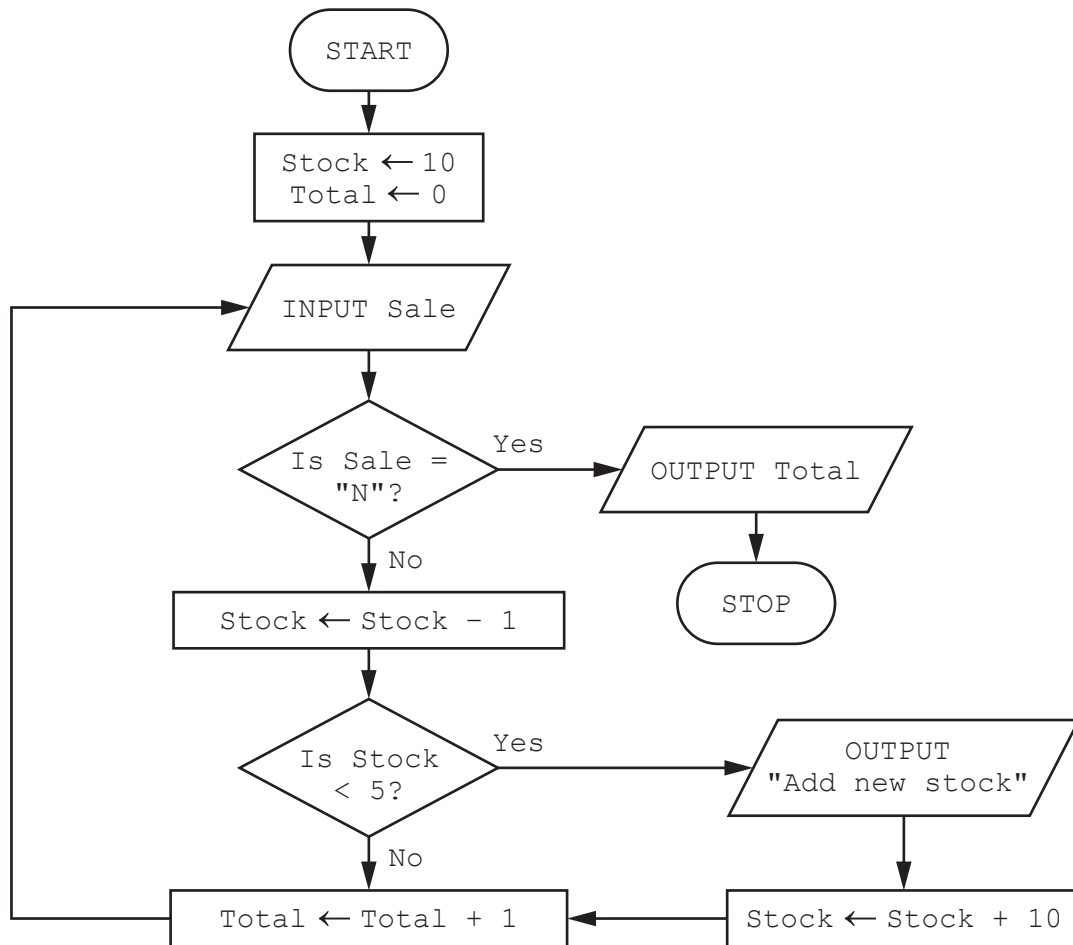 START
Stock ← 10
Total ← 0
INPUT Sale
Is Sale =
"N"?
Yes
OUTPUT Total
No
STOP
Stock ← Stock – 1
Is Stock
< 5?
Yes
OUTPUT
"Add new stock"
No
Total ← Total + 1
Stock ← Stock + 10